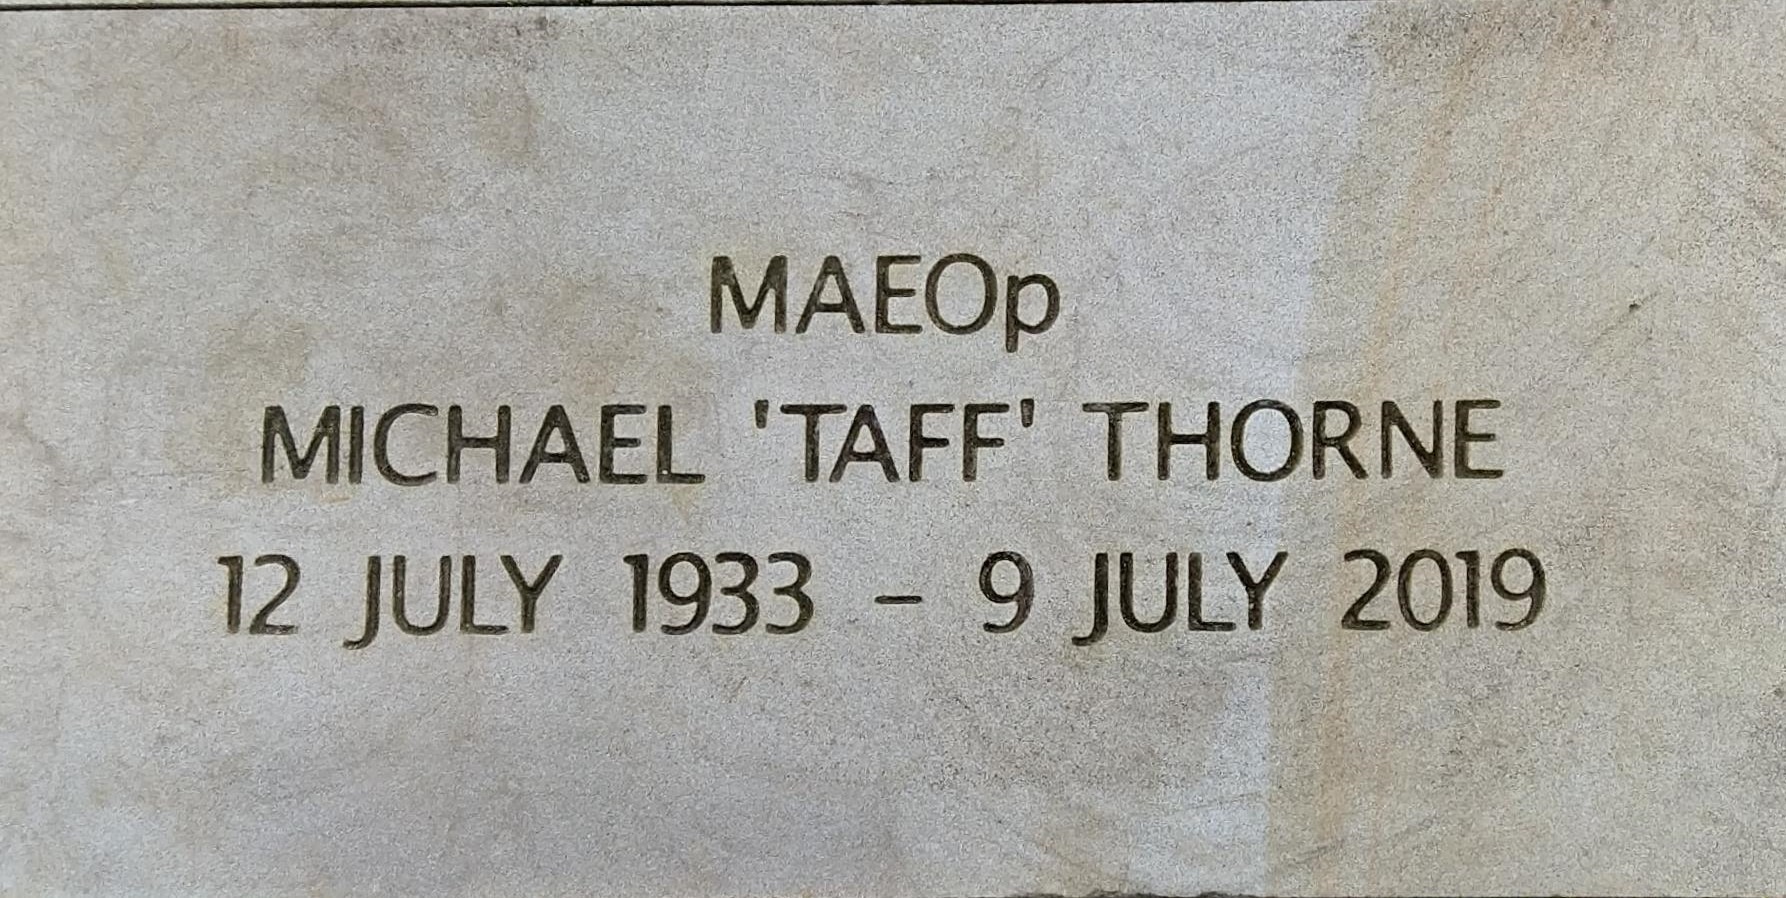 MAEOp
MICHAEL 'TAFF' THORNE
12 JULY 1933 – 9 JULY 2019